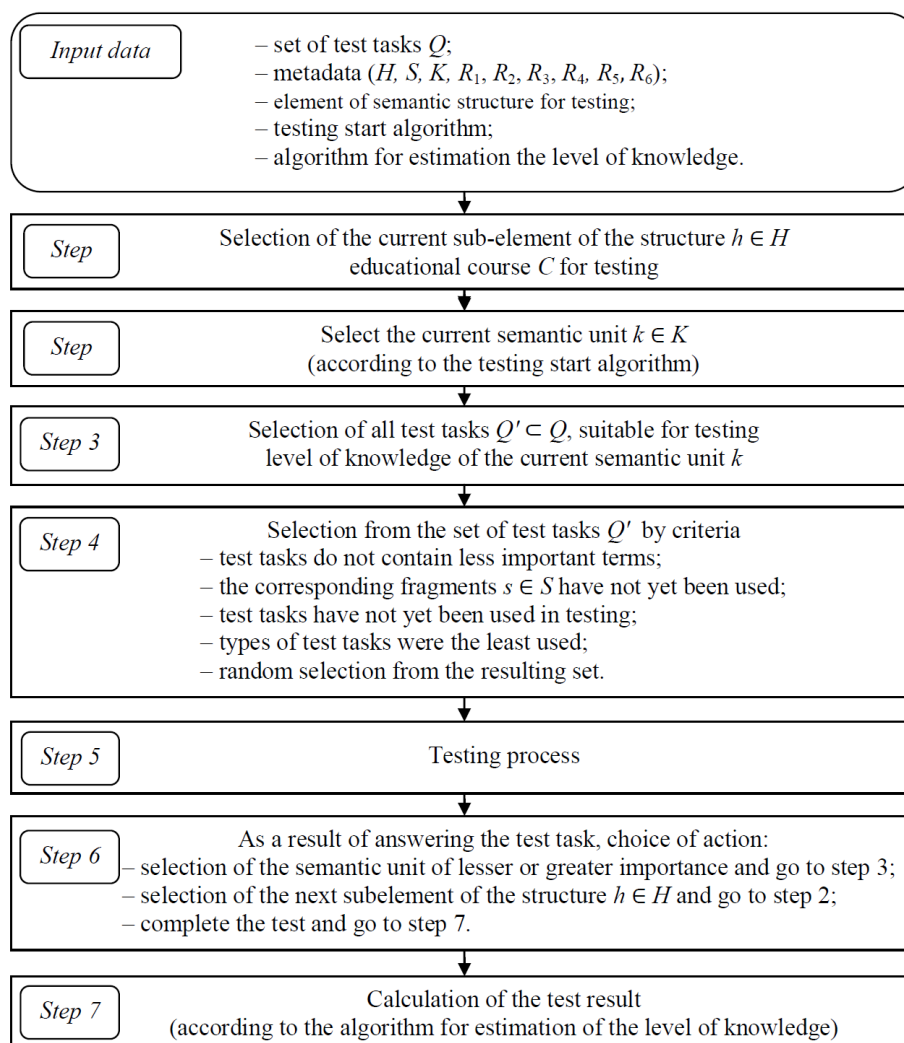 Input data
– set of test tasks Q;
– metadata (H, S, K, R1, R2, R3, R4, R5, R6);
– element of semantic structure for testing;
– testing start algorithm;
– algorithm for estimation the level of knowledge.
Step
Selection of the current sub-element of the structure h ∈ H
educational course C for testing
Step
Select the current semantic unit k ∈ K
(according to the testing start algorithm)
Step 3
Selection of all test tasks Q′ ⊂ Q, suitable for testing
level of knowledge of the current semantic unit k
Step 4
Selection from the set of test tasks Q′ by criteria
– test tasks do not contain less important terms;
– the corresponding fragments s ∈ S have not yet been used;
– test tasks have not yet been used in testing;
– types of test tasks were the least used;
– random selection from the resulting set.
Step 5
Testing process
Step 6
As a result of answering the test task, choice of action:
– selection of the semantic unit of lesser or greater importance and go to step 3;
– selection of the next subelement of the structure h ∈ H and go to step 2;
– complete the test and go to step 7.
Step 7
Calculation of the test result
(according to the algorithm for estimation of the level of knowledge)